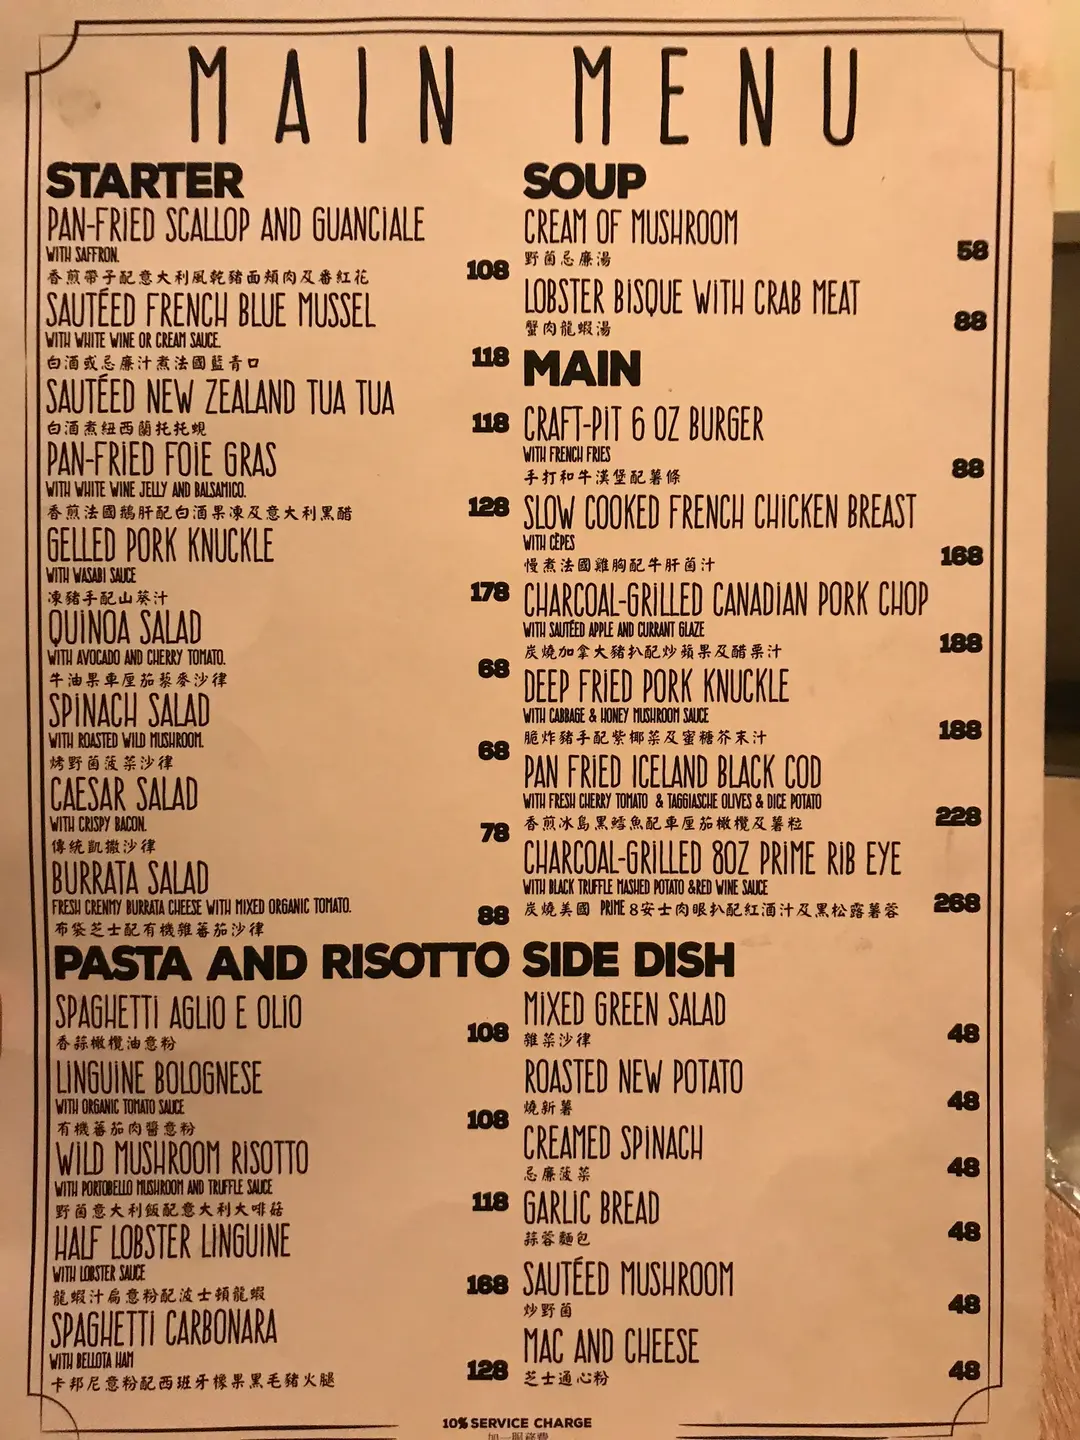 MAIN MENU
STARTER
PAN-FRIED SCALLOP AND GUANCIALE
WITH SAFFRON.
香煎帶子配意大利風乾豬面頰肉及番紅花
108
SAUTÉED FRENCH BLUE MUSSEL
WITH WHITE WINE OR CREAM SAUCE.
白酒或忌廉汁煮法國藍青口
118
SAUTÉED NEW ZEALAND TUA TUA
白酒煮紐西蘭托托蜆
118
PAN-FRIED FOIE GRAS
WITH WHITE WINE JELLY AND BALSAMICO.
香煎法國鵝肝配白酒果凍及意大利黑醋
128
GELLED PORK KNUCKLE
WITH WASABI SAUCE
凍豬手配山葵汁
178
QUINOA SALAD
WITH AVOCADO AND CHERRY TOMATO.
牛油果車厘茄藜麥沙律
68
SPINACH SALAD
WITH ROASTED WILD MUSHROOM.
烤野菌菠菜沙律
68
CAESAR SALAD
WITH CRISPY BACON.
傳統凱撒沙律
78
BURRATA SALAD
FRESH CRENMY BURRATA CHEESE WITH MIXED ORGANIC TOMATO.
布袋芝士配有機雜蕃茄沙律
88
PASTA AND RISOTTO
SPAGHETTI AGLIO E OLIO
香蒜橄欖油意粉
108
LINGUINE BOLOGNESE
WITH ORGANIC TOMATO SAUCE
有機蕃茄肉醬意粉
108
WILD MUSHROOM RISOTTO
WITH PORTOBELLO MUSHROOM AND TRUFFLE SAUCE
野菌意大利飯配意大利大啡菇
118
HALF LOBSTER LINGUINE
WITH LOBSTER SAUCE
龍蝦汁扁意粉配波士頓龍蝦
168
SPAGHETTI CARBONARA
WITH BELLOTA HAM
卡邦尼意粉配西班牙橡果黑毛豬火腿
128
SOUP
CREAM OF MUSHROOM
野菌忌廉湯
58
LOBSTER BISQUE WITH CRAB MEAT
蟹肉龍蝦湯
88
MAIN
CRAFT-PIT 6 OZ BURGER
WITH FRENCH FRIES
手打和牛漢堡配薯條
88
SLOW COOKED FRENCH CHICKEN BREAST
WITH CÈPES
慢煮法國雞胸配牛肝菌汁
168
CHARCOAL-GRILLED CANADIAN PORK CHOP
WITH SAUTÉED APPLE AND CURRANT GLAZE
炭燒加拿大豬扒配炒蘋果及醋栗汁
188
DEEP FRIED PORK KNUCKLE
WITH CABBAGE & HONEY MUSHROOM SAUCE
脆炸豬手配紫椰菜及蜜糖芥末汁
188
PAN FRIED ICELAND BLACK COD
WITH FRESH CHERRY TOMATO & TAGGIASCHE OLIVES & DICE POTATO
香煎冰島黑鱈魚配車厘茄橄欖及薯粒
228
CHARCOAL-GRILLED 8OZ PRIME RIB EYE
WITH BLACK TRUFFLE MASHED POTATO &RED WINE SAUCE
炭燒美國 PRIME 8安士肉眼扒配紅酒汁及黑松露薯蓉
268
SIDE DISH
MIXED GREEN SALAD
雜菜沙律
48
ROASTED NEW POTATO
燒新薯
48
CREAMED SPINACH
忌廉菠菜
48
GARLIC BREAD
蒜蓉麵包
48
SAUTÉED MUSHROOM
炒野菌
48
MAC AND CHEESE
芝士通心粉
48
10% SERVICE CHARGE
加一服務費